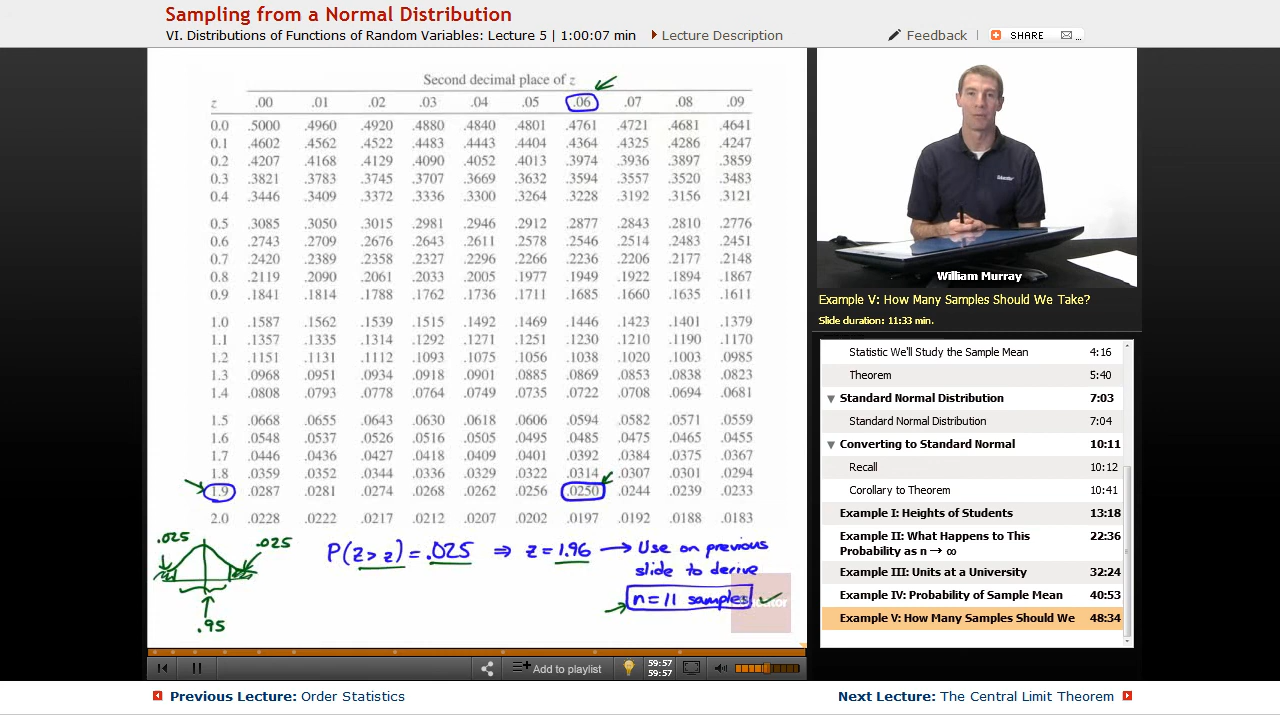 Sampling from a Normal Distribution
VI. Distributions of Functions of Random Variables: Lecture 5 | 1:00:07 min
Lecture Description
Feedback
SHARE
Second decimal place of z
z .00 .01 .02 .03 .04 .05 .06 .07 .08 .09
0.0 .5000 .4960 .4920 .4880 .4840 .4801 .4761 .4721 .4681 .4641
0.1 .4602 .4562 .4522 .4483 .4443 .4404 .4364 .4325 .4286 .4247
0.2 .4207 .4168 .4129 .4090 .4052 .4013 .3974 .3936 .3897 .3859
0.3 .3821 .3783 .3745 .3707 .3669 .3632 .3594 .3557 .3520 .3483
0.4 .3446 .3409 .3372 .3336 .3300 .3264 .3228 .3192 .3156 .3121
0.5 .3085 .3050 .3015 .2981 .2946 .2912 .2877 .2843 .2810 .2776
0.6 .2743 .2709 .2676 .2643 .2611 .2578 .2546 .2514 .2483 .2451
0.7 .2420 .2389 .2358 .2327 .2296 .2266 .2236 .2206 .2177 .2148
0.8 .2119 .2090 .2061 .2033 .2005 .1977 .1949 .1922 .1894 .1867
0.9 .1841 .1814 .1788 .1762 .1736 .1711 .1685 .1660 .1635 .1611
1.0 .1587 .1562 .1539 .1515 .1492 .1469 .1446 .1423 .1401 .1379
1.1 .1357 .1335 .1314 .1292 .1271 .1251 .1230 .1210 .1190 .1170
1.2 .1151 .1131 .1112 .1093 .1075 .1056 .1038 .1020 .1003 .0985
1.3 .0968 .0951 .0934 .0918 .0901 .0885 .0869 .0853 .0838 .0823
1.4 .0808 .0793 .0778 .0764 .0749 .0735 .0722 .0708 .0694 .0681
1.5 .0668 .0655 .0643 .0630 .0618 .0606 .0594 .0582 .0571 .0559
1.6 .0548 .0537 .0526 .0516 .0505 .0495 .0485 .0475 .0465 .0455
1.7 .0446 .0436 .0427 .0418 .0409 .0401 .0392 .0384 .0375 .0367
1.8 .0359 .0352 .0344 .0336 .0329 .0322 .0314 .0307 .0301 .0294
1.9 .0287 .0281 .0274 .0268 .0262 .0256 .0250 .0244 .0239 .0233
2.0 .0228 .0222 .0217 .0212 .0207 .0202 .0197 .0192 .0188 .0183
.025
.025
.95
P(z > z) = .025 ⇒ z = 1.96 → Use on previous
slide to derive
n = 11 samples ✓
William Murray
Example V: How Many Samples Should We Take?
Slide duration: 11:33 min.
Statistic We'll Study the Sample Mean 4:16
Theorem 5:40
Standard Normal Distribution 7:03
Standard Normal Distribution 7:04
Converting to Standard Normal 10:11
Recall 10:12
Corollary to Theorem 10:41
Example I: Heights of Students 13:18
Example II: What Happens to This 22:36
Probability as n → ∞
Example III: Units at a University 32:24
Example IV: Probability of Sample Mean 40:53
Example V: How Many Samples Should We 48:34
Add to playlist
59:57
59:57
Previous Lecture: Order Statistics
Next Lecture: The Central Limit Theorem